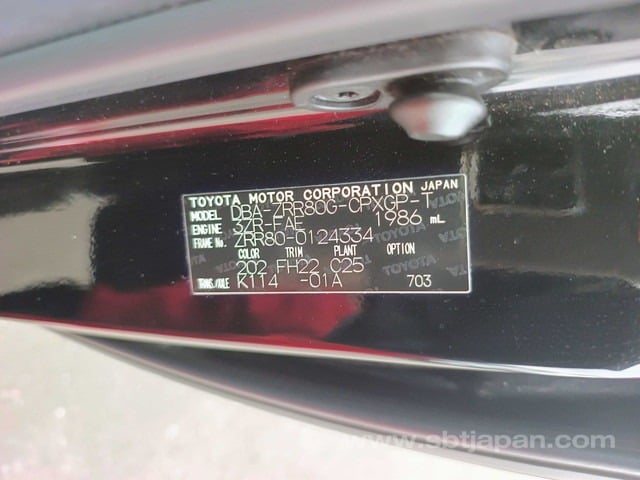 TOYOTA MOTOR CORPORATION JAPAN
MODEL DBA-ZRR80G-CPXGP-T
ENGINE 3ZR-FAE 1986 mL
FRAME No. ZRR80-0124334
COLOR TRIM PLANT OPTION
202 FH22 C25
TRANS./AXLE K114 -01A 703
www.sbtjapan.com